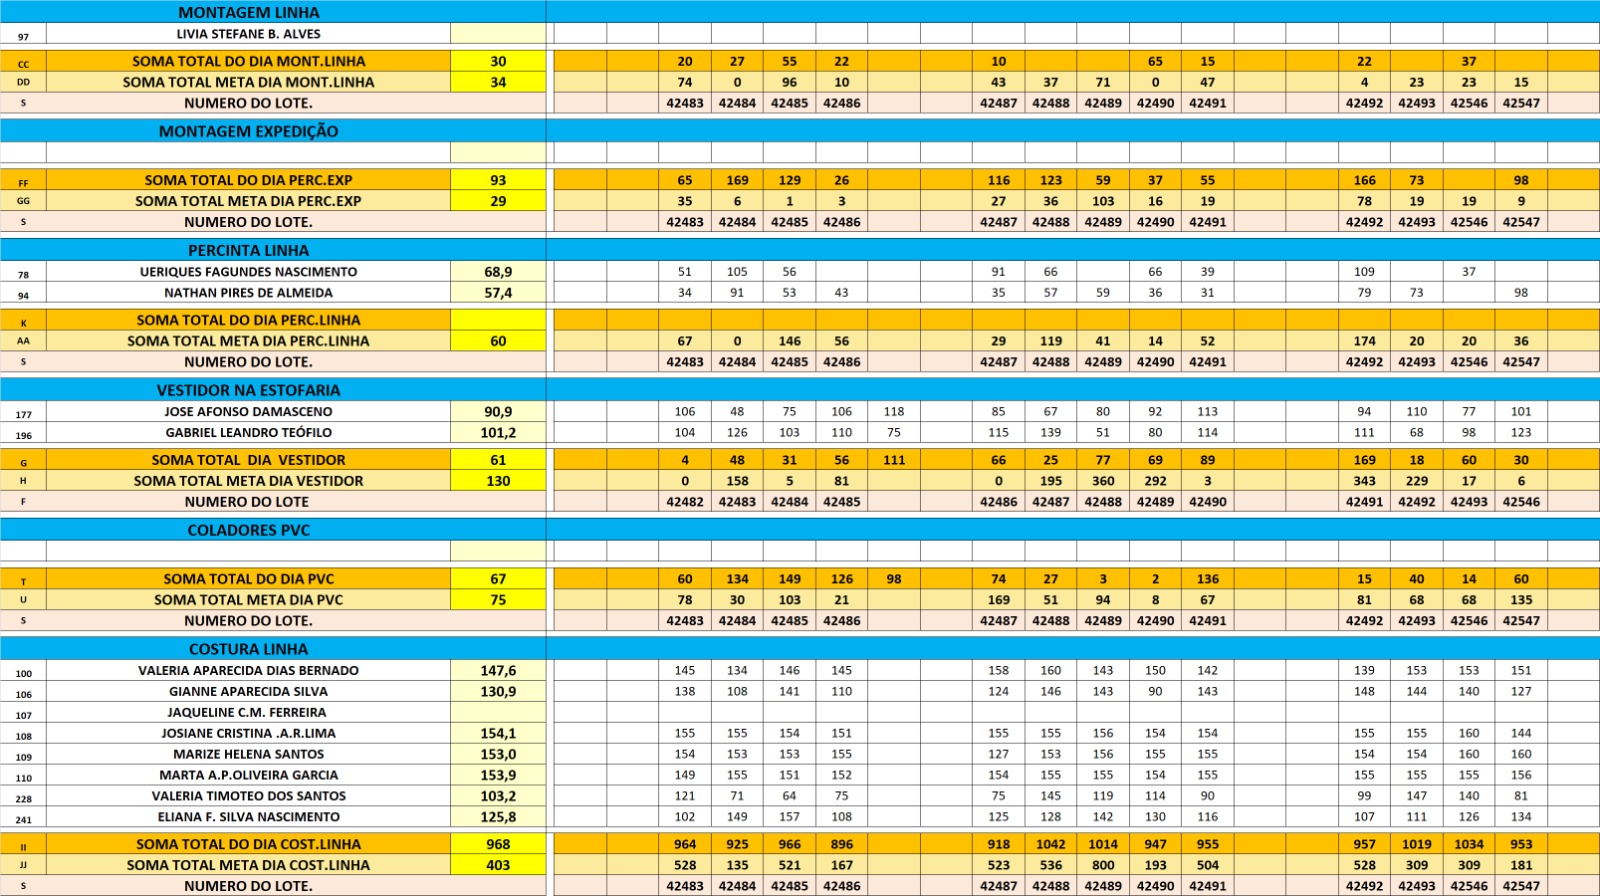 MONTAGEM LINHA
97 LIVIA STEFANE B. ALVES
CC SOMA TOTAL DO DIA MONT.LINHA 30 20 27 55 22 10 65 15 22 37
DD SOMA TOTAL META DIA MONT.LINHA 34 74 0 96 10 43 37 71 0 47 4 23 23 15
S NUMERO DO LOTE. 42483 42484 42485 42486 42487 42488 42489 42490 42491 42492 42493 42546 42547
MONTAGEM EXPEDIÇÃO
FF SOMA TOTAL DO DIA PERC.EXP 93 65 169 129 26 116 123 59 37 55 166 73 98
GG SOMA TOTAL META DIA PERC.EXP 29 35 6 1 3 27 36 103 16 19 78 19 19 9
S NUMERO DO LOTE. 42483 42484 42485 42486 42487 42488 42489 42490 42491 42492 42493 42546 42547
PERCINTA LINHA
78 UERIQUES FAGUNDES NASCIMENTO 68,9 51 105 56 91 66 66 39 109 37
94 NATHAN PIRES DE ALMEIDA 57,4 34 91 53 43 35 57 59 36 31 79 73 98
K SOMA TOTAL DO DIA PERC.LINHA
AA SOMA TOTAL META DIA PERC.LINHA 60 67 0 146 56 29 119 41 14 52 174 20 20 36
S NUMERO DO LOTE. 42483 42484 42485 42486 42487 42488 42489 42490 42491 42492 42493 42546 42547
VESTIDOR NA ESTOFARIA
177 JOSE AFONSO DAMASCENO 90,9 106 48 75 106 118 85 67 80 92 113 94 110 77 101
196 GABRIEL LEANDRO TEÓFILO 101,2 104 126 103 110 75 115 139 51 80 114 111 68 98 123
G SOMA TOTAL DIA VESTIDOR 61 4 48 31 56 111 66 25 77 69 89 169 18 60 30
H SOMA TOTAL META DIA VESTIDOR 130 0 158 5 81 0 195 360 292 3 343 229 17 6
F NUMERO DO LOTE 42482 42483 42484 42485 42486 42487 42488 42489 42490 42491 42492 42493 42546
COLADORES PVC
T SOMA TOTAL DO DIA PVC 67 60 134 149 126 98 74 27 3 2 136 15 40 14 60
U SOMA TOTAL META DIA PVC 75 78 30 103 21 169 51 94 8 67 81 68 68 135
S NUMERO DO LOTE. 42483 42484 42485 42486 42487 42488 42489 42490 42491 42492 42493 42546 42547
COSTURA LINHA
100 VALERIA APARECIDA DIAS BERNADO 147,6 145 134 146 145 158 160 143 150 142 139 153 153 151
106 GIANNE APARECIDA SILVA 130,9 138 108 141 110 124 146 143 90 143 148 144 140 127
107 JAQUELINE C.M. FERREIRA
108 JOSIANE CRISTINA .A.R.LIMA 154,1 155 155 154 151 155 155 156 154 154 155 155 160 144
109 MARIZE HELENA SANTOS 153,0 154 153 153 155 127 153 156 155 155 154 154 160 160
110 MARTA A.P.OLIVEIRA GARCIA 153,9 149 155 151 152 154 155 155 154 155 155 155 155 156
228 VALERIA TIMOTEO DOS SANTOS 103,2 121 71 64 75 75 145 119 114 90 99 147 140 81
241 ELIANA F. SILVA NASCIMENTO 125,8 102 149 157 108 125 128 142 130 116 107 111 126 134
II SOMA TOTAL DO DIA COST.LINHA 968 964 925 966 896 918 1042 1014 947 955 957 1019 1034 953
JJ SOMA TOTAL META DIA COST.LINHA 403 528 135 521 167 523 536 800 193 504 528 309 309 181
S NUMERO DO LOTE. 42483 42484 42485 42486 42487 42488 42489 42490 42491 42492 42493 42546 42547